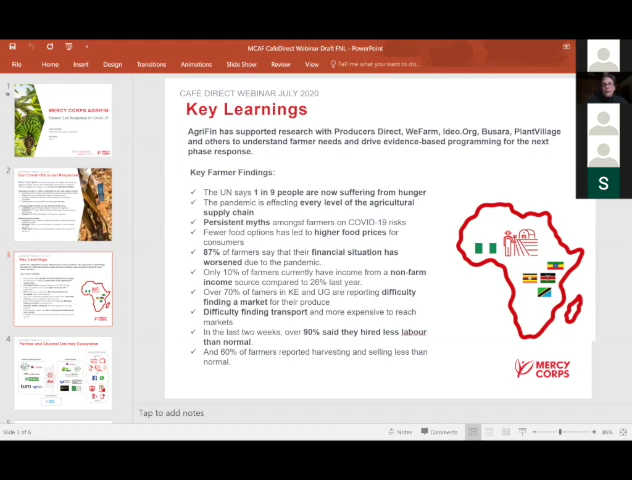 MCAF CafeDirect Webinar Draft FNL - PowerPoint
File Home Insert Design Transitions Animations Slide Show Review View Tell me what you want to do...
1
MERCY CORPS AGRIFIN
2
Our Covid-19 Response
3
Key Learnings
4
Partner and Channel Delivery Ecosystem
CAFÉ DIRECT WEBINAR JULY 2020
Key Learnings
AgriFin has supported research with Producers Direct, WeFarm, Ideo.Org, Busara, PlantVillage
and others to understand farmer needs and drive evidence-based programming for the next
phase response.
Key Farmer Findings:
✓ The UN says 1 in 9 people are now suffering from hunger
✓ The pandemic is effecting every level of the agricultural
supply chain
✓ Persistent myths amongst farmers on COVID-19 risks
✓ Fewer food options has led to higher food prices for
consumers
✓ 87% of farmers say that their financial situation has
worsened due to the pandemic.
✓ Only 10% of farmers currently have income from a non-farm
income source compared to 26% last year.
✓ Over 70% of famers in KE and UG are reporting difficulty
finding a market for their produce
✓ Difficulty finding transport and more expensive to reach
markets
✓ In the last two weeks, over 90% said they hired less labour
than normal.
✓ And 60% of farmers reported harvesting and selling less than
normal.
MERCY
CORPS
S
Tap to add notes
Slide 3 of 6
Notes Comments 86%